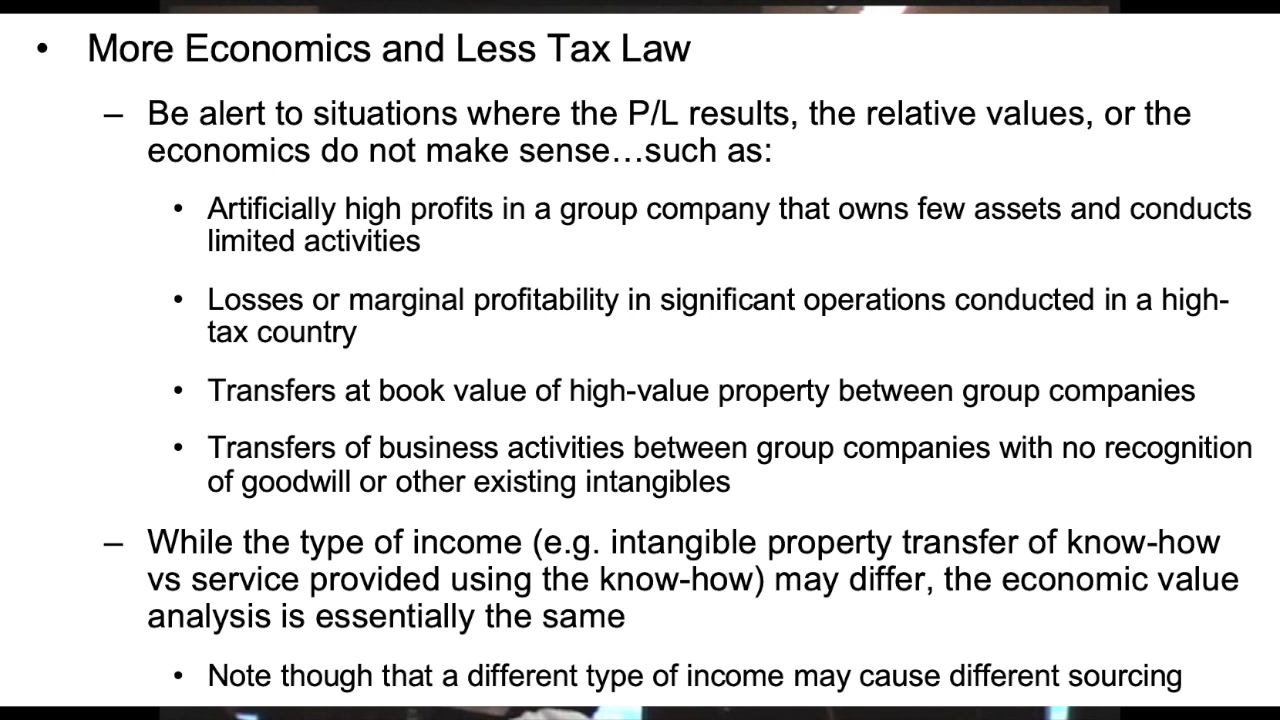 • More Economics and Less Tax Law
– Be alert to situations where the P/L results, the relative values, or the
economics do not make sense…such as:
• Artificially high profits in a group company that owns few assets and conducts
limited activities
• Losses or marginal profitability in significant operations conducted in a high-
tax country
• Transfers at book value of high-value property between group companies
• Transfers of business activities between group companies with no recognition
of goodwill or other existing intangibles
– While the type of income (e.g. intangible property transfer of know-how
vs service provided using the know-how) may differ, the economic value
analysis is essentially the same
• Note though that a different type of income may cause different sourcing